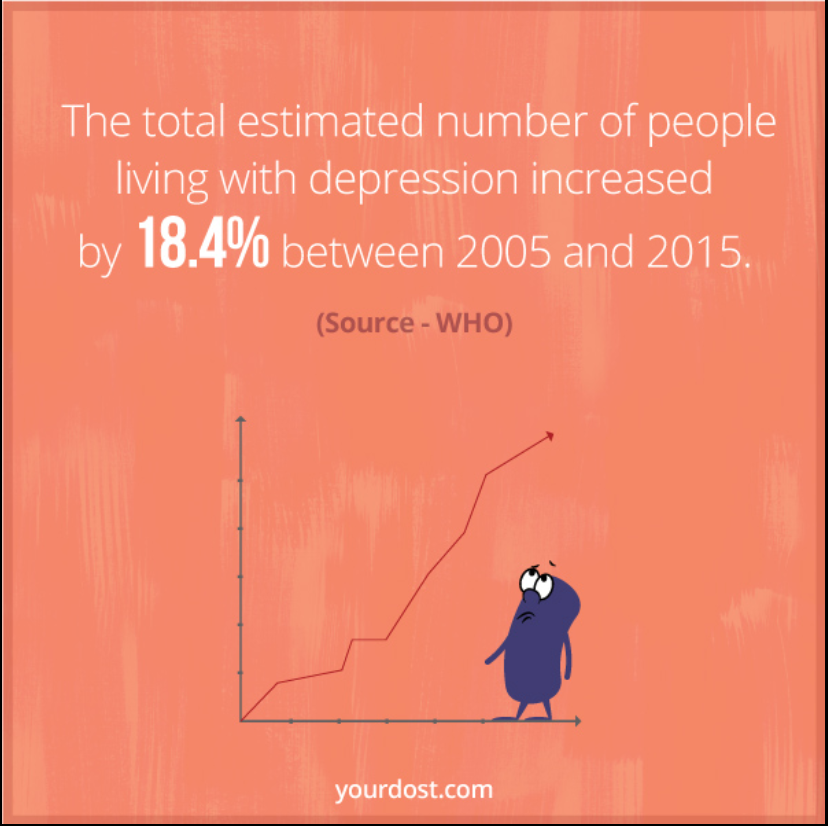 The total estimated number of people
living with depression increased
by 18.4% between 2005 and 2015.
(Source - WHO)
yourdost.com